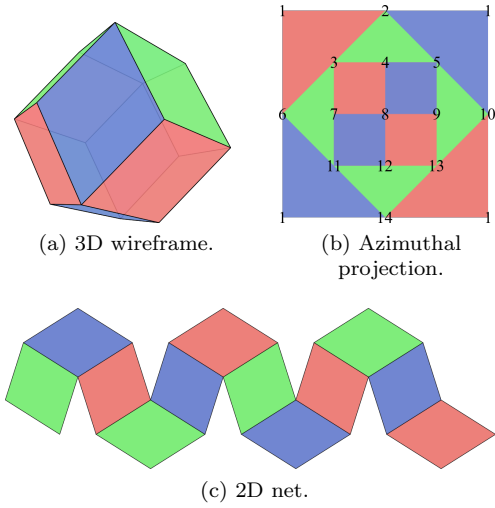 1 2 1
3 4 5
6 7 8 9 10
11 12 13
1 14 1
(a) 3D wireframe.
(b) Azimuthal
projection.
(c) 2D net.